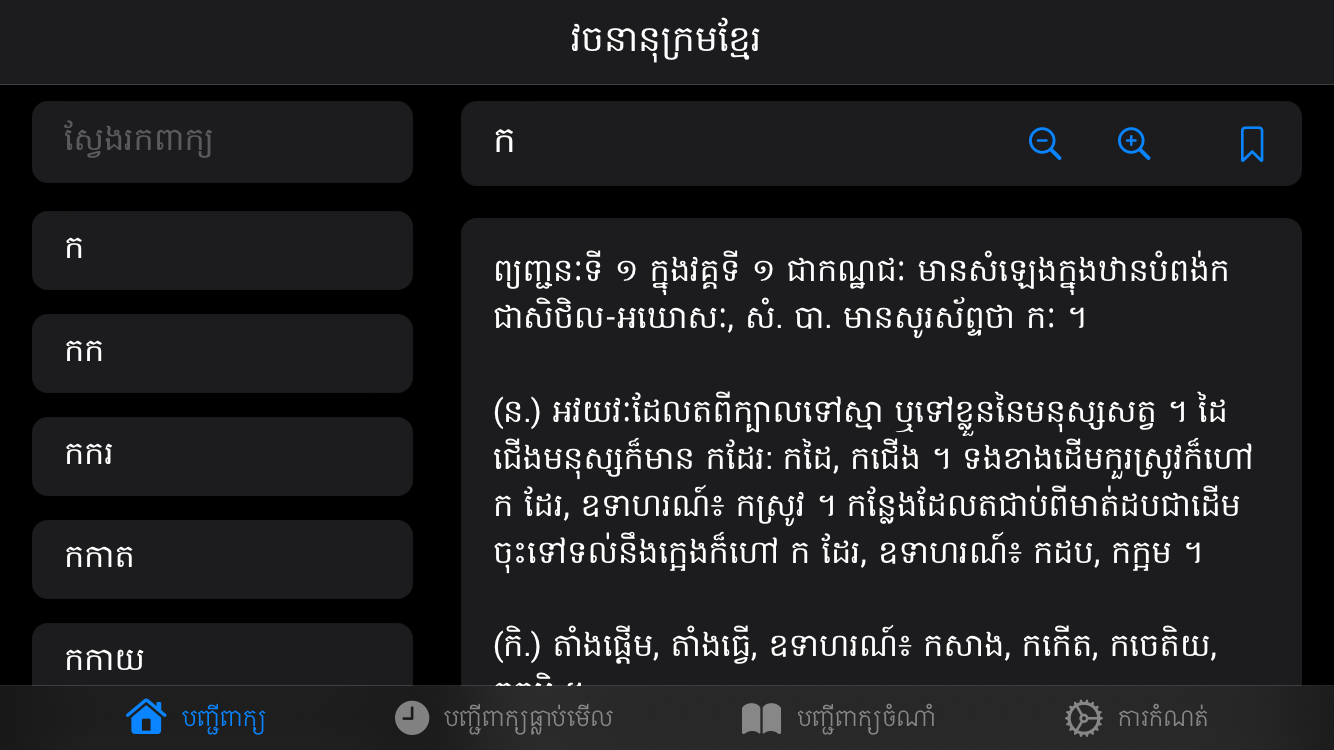 វចនានុក្រមខ្មែរ
ស្វែងរកពាក្យ
ក
កក
កករ
កកាត
កកាយ
ក
ព្យញ្ជនៈទី ១ ក្នុងវគ្គទី ១ ជាកណ្ឋជៈ មានសំឡេងក្នុងឋានបំពង់ក
ជាសិថិល-អឃោសៈ, សំ. បា. មានសូរស័ព្ទថា កៈ ។
(ន.) អវយវៈដែលតពីក្បាលទៅស្មា ឬទៅខ្លួននៃមនុស្សសត្វ ។ ដៃ
ជើងមនុស្សក៏មាន កដែរ: កដៃ, កជើង ។ ទងខាងដើមកួរស្រូវក៏ហៅ
ក ដែរ, ឧទាហរណ៍៖ កស្រូវ ។ កន្លែងដែលតជាប់ពីមាត់ដបជាដើម
ចុះទៅទល់នឹងក្អេងក៏ហៅ ក ដែរ, ឧទាហរណ៍៖ កដប, កក្អម ។
(កិ.) តាំងផ្ដើម, តាំងធ្វើ, ឧទាហរណ៍៖ កសាង, កកើត, កចេតិយ,
បញ្ជីពាក្យ
បញ្ជីពាក្យធ្លាប់មើល
បញ្ជីពាក្យចំណាំ
ការកំណត់